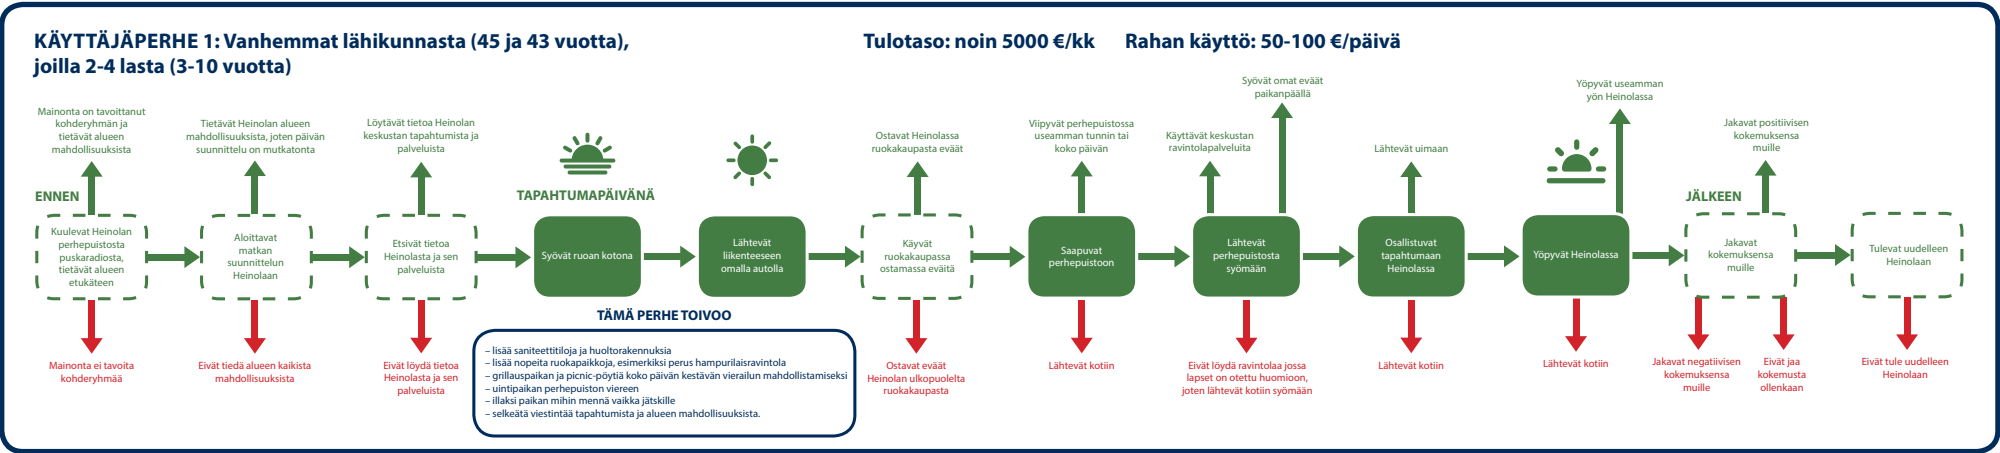 KÄYTTÄJÄPERHE 1: Vanhemmat lähikunnasta (45 ja 43 vuotta),
joilla 2-4 lasta (3-10 vuotta)
Tulotaso: noin 5000 €/kk
Rahan käyttö: 50-100 €/päivä
Mainonta on tavoittanut
kohderyhmän ja
tietävät alueen
mahdollisuuksista
Tietävät Heinolan alueen
mahdollisuuksista, joten päivän
suunnittelu on mutkatonta
Löytävät tietoa Heinolan
keskustan tapahtumista ja
palveluista
Ostavat Heinolassa
ruokakaupasta eväät
Viipyvät perhepuistossa
useamman tunnin tai
koko päivän
Käyttävät keskustan
ravintolapalveluita
Syövät omat eväät
paikanpäällä
Lähtevät uimaan
Yöpyvät useamman
yön Heinolassa
Jakavat positiivisen
kokemuksensa
muille
ENNEN
TAPAHTUMAPÄIVÄNÄ
JÄLKEEN
Kuulevat Heinolan
perhepuistosta
puskaradiosta,
tietävät alueen
etukäteen
Aloittavat
matkan
suunnittelun
Heinolaan
Etsivät tietoa
Heinolasta ja sen
palveluista
Syövät ruoan kotona
Lähtevät
liikenteeseen
omalla autolla
Käyvät
ruokakaupassa
ostamassa eväitä
Saapuvat
perhepuistoon
Lähtevät
perhepuistosta
syömään
Osallistuvat
tapahtumaan
Heinolassa
Yöpyvät Heinolassa
Jakavat
kokemuksensa
muille
Tulevat uudelleen
Heinolaan
Mainonta ei tavoita
kohderyhmää
Eivät tiedä alueen kaikista
mahdollisuuksista
Eivät löydä tietoa
Heinolasta ja sen
palveluista
TÄMÄ PERHE TOIVOO
– lisää saniteettitiloja ja huoltorakennuksia
– lisää nopeita ruokapaikkoja, esimerkiksi perus hampurilaisravintola
– grillauspaikan ja picnic-pöytiä koko päivän kestävän vierailun mahdollistamiseksi
– uintipaikan perhepuiston viereen
– illaksi paikan mihin mennä vaikka jätskille
– selkeätä viestintää tapahtumista ja alueen mahdollisuuksista.
Ostavat eväät
Heinolan ulkopuolelta
ruokakaupasta
Lähtevät kotiin
Eivät löydä ravintolaa jossa
lapset on otettu huomioon,
joten lähtevät kotiin syömään
Lähtevät kotiin
Lähtevät kotiin
Jakavat negatiivisen
kokemuksensa
muille
Eivät jaa
kokemusta
ollenkaan
Eivät tule uudelleen
Heinolaan